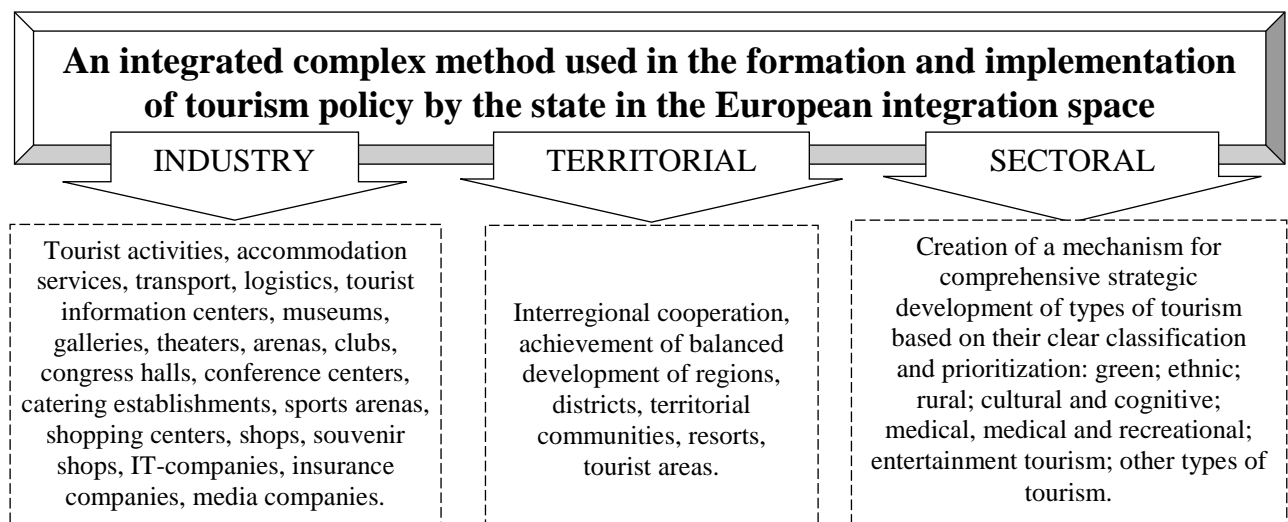 An integrated complex method used in the formation and implementation
of tourism policy by the state in the European integration space
INDUSTRY
Tourist activities, accommodation
services, transport, logistics, tourist
information centers, museums,
galleries, theaters, arenas, clubs,
congress halls, conference centers,
catering establishments, sports arenas,
shopping centers, shops, souvenir
shops, IT-companies, insurance
companies, media companies.
TERRITORIAL
Interregional cooperation,
achievement of balanced
development of regions,
districts, territorial
communities, resorts,
tourist areas.
SECTORAL
Creation of a mechanism for
comprehensive strategic
development of types of tourism
based on their clear classification
and prioritization: green; ethnic;
rural; cultural and cognitive;
medical, medical and recreational;
entertainment tourism; other types of
tourism.